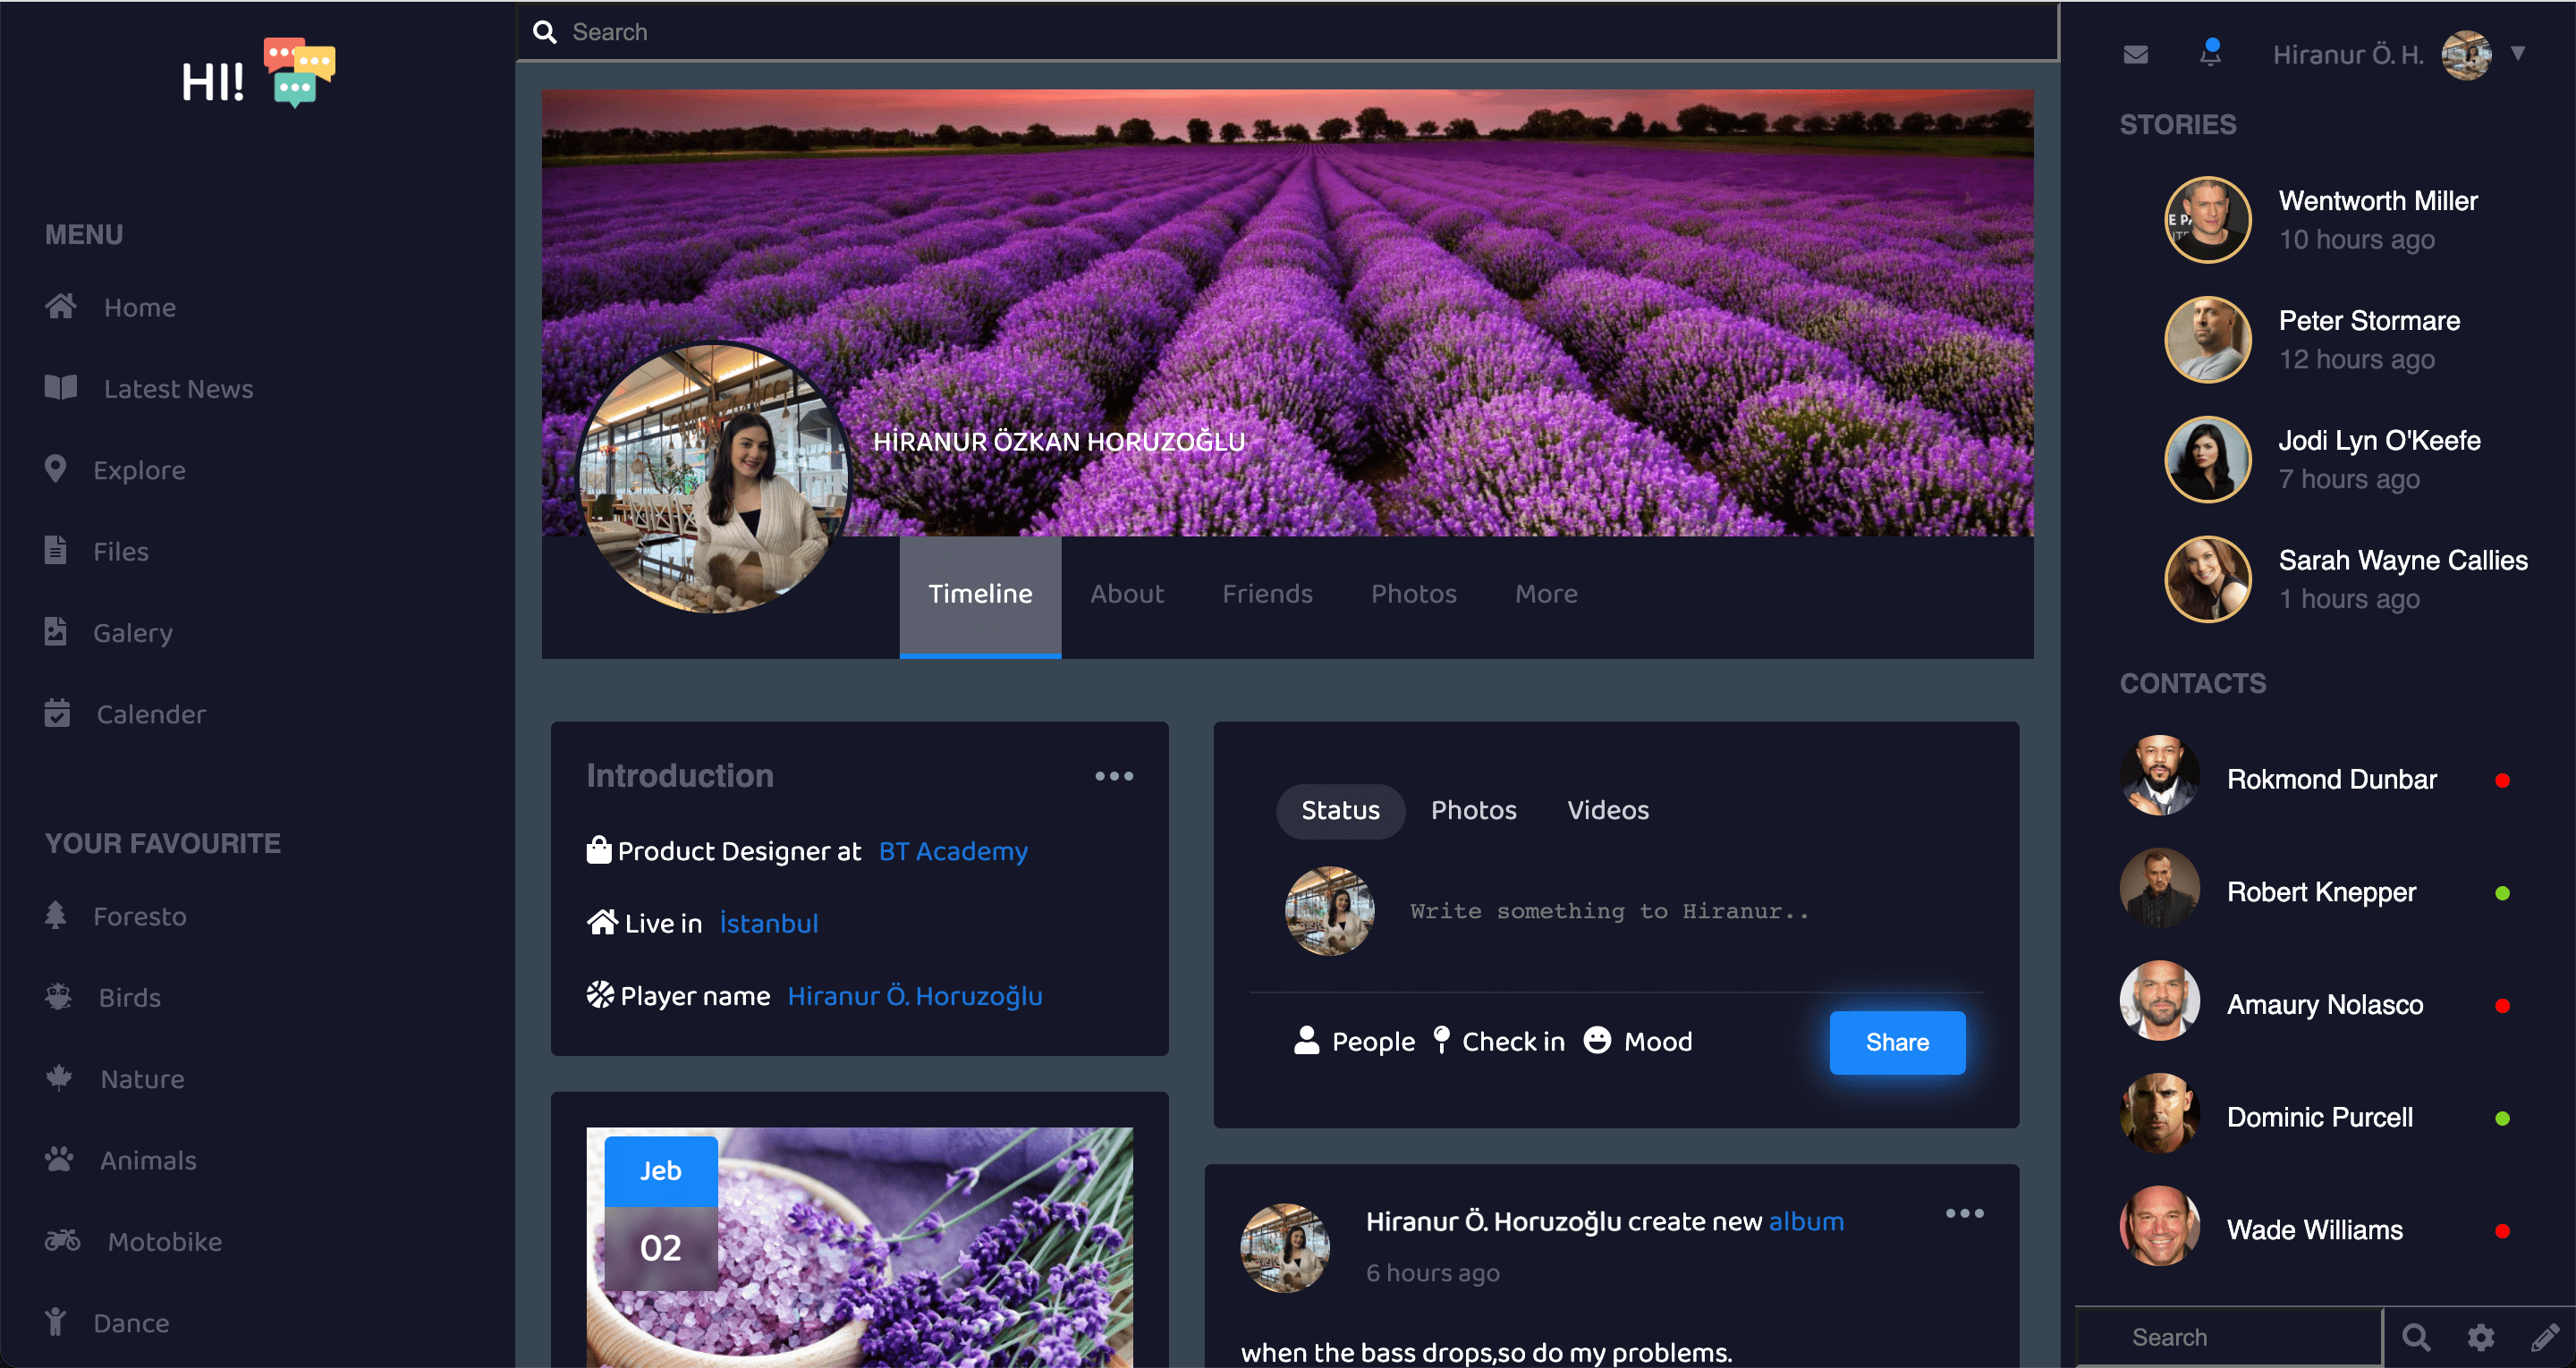 HI!
MENU
Home
Latest News
Explore
Files
Galery
Calender
YOUR FAVOURITE
Foresto
Birds
Nature
Animals
Motobike
Dance
Search
HİRANUR ÖZKAN HORUZOĞLU
Timeline About Friends Photos More
Introduction
Product Designer at BT Academy
Live in İstanbul
Player name Hiranur Ö. Horuzoğlu
Jeb
02
Status Photos Videos
Write something to Hiranur..
People Check in Mood Share
Hiranur Ö. Horuzoğlu create new album
6 hours ago
when the bass drops,so do my problems.
Hiranur Ö. H. ▼
STORIES
Wentworth Miller
10 hours ago
Peter Stormare
12 hours ago
Jodi Lyn O'Keefe
7 hours ago
Sarah Wayne Callies
1 hours ago
CONTACTS
Rokmond Dunbar
Robert Knepper
Amaury Nolasco
Dominic Purcell
Wade Williams
Search